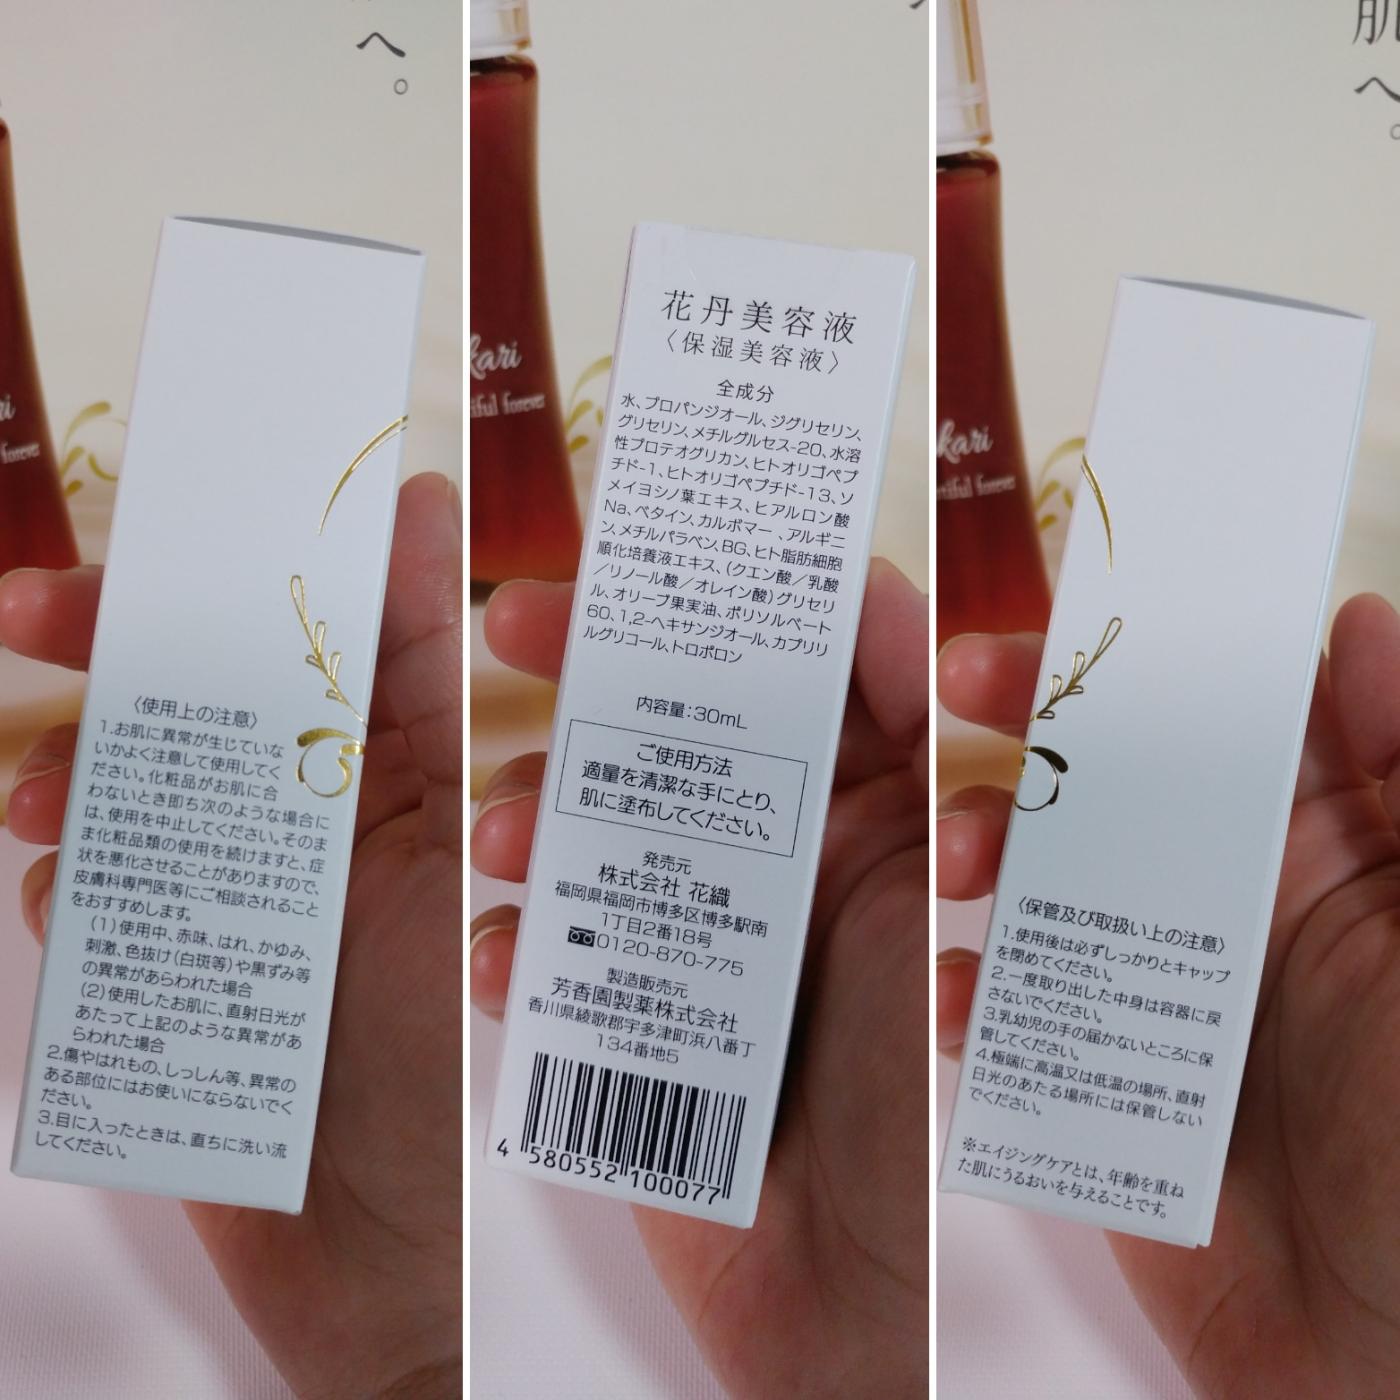 へ。
ri
forever
〈使用上の注意〉
1.お肌に異常が生じていな
いかよく注意して使用してく
ださい。化粧品がお肌に合
わないとき即ち次のような場合に
は、使用を中止してください。そのま
ま化粧品類の使用を続けますと、症
状を悪化させることがありますので、
皮膚科専門医等にご相談されること
をおすすめします。
(1)使用中、赤味、はれ、かゆみ、
刺激、色抜け(白斑等)や黒ずみ等
の異常があらわれた場合
(2)使用したお肌に、直射日光が
あたって上記のような異常があ
らわれた場合
2.傷やはれもの、しっしん等、異常の
ある部位にはお使いにならないでく
ださい。
3.目に入ったときは、直ちに洗い流
してください。
kari
tiful forever
花丹美容液
〈保湿美容液〉
全成分
水、プロパンジオール、ジグリセリン、
グリセリン、メチルグルセス-20、水溶
性プロテオグリカン、ヒトオリゴペプ
チド-1、ヒトオリゴペプチド-13、ソ
メイヨシノ葉エキス、ヒアルロン酸
Na、ベタイン、カルボマー、アルギニ
ン、メチルパラベン、BG、ヒト脂肪細胞
順化培養液エキス、(クエン酸/乳酸
/リノール酸/オレイン酸)グリセリ
ル、オリーブ果実油、ポリソルベート
60、1,2-ヘキサンジオール、カプリリ
ルグリコール、トロポロン
内容量:30mL
ご使用方法
適量を清潔な手にとり、
肌に塗布してください。
発売元
株式会社 花織
福岡県福岡市博多区博多駅南
1丁目2番18号
0120-870-775
製造販売元
芳香園製薬株式会社
香川県綾歌郡宇多津町浜八番丁
134番地5
4 580552 100077
肌へ。
kari
tiful forever
〈保管及び取扱い上の注意〉
1.使用後は必ずしっかりとキャップ
を閉めてください。
2.一度取り出した中身は容器に戻
さないでください。
3.乳幼児の手の届かないところに保
管してください。
4.極端に高温又は低温の場所、直射
日光のあたる場所には保管しない
でください。
※エイジングケアとは、年齢を重ね
た肌にうるおいを与えることです。